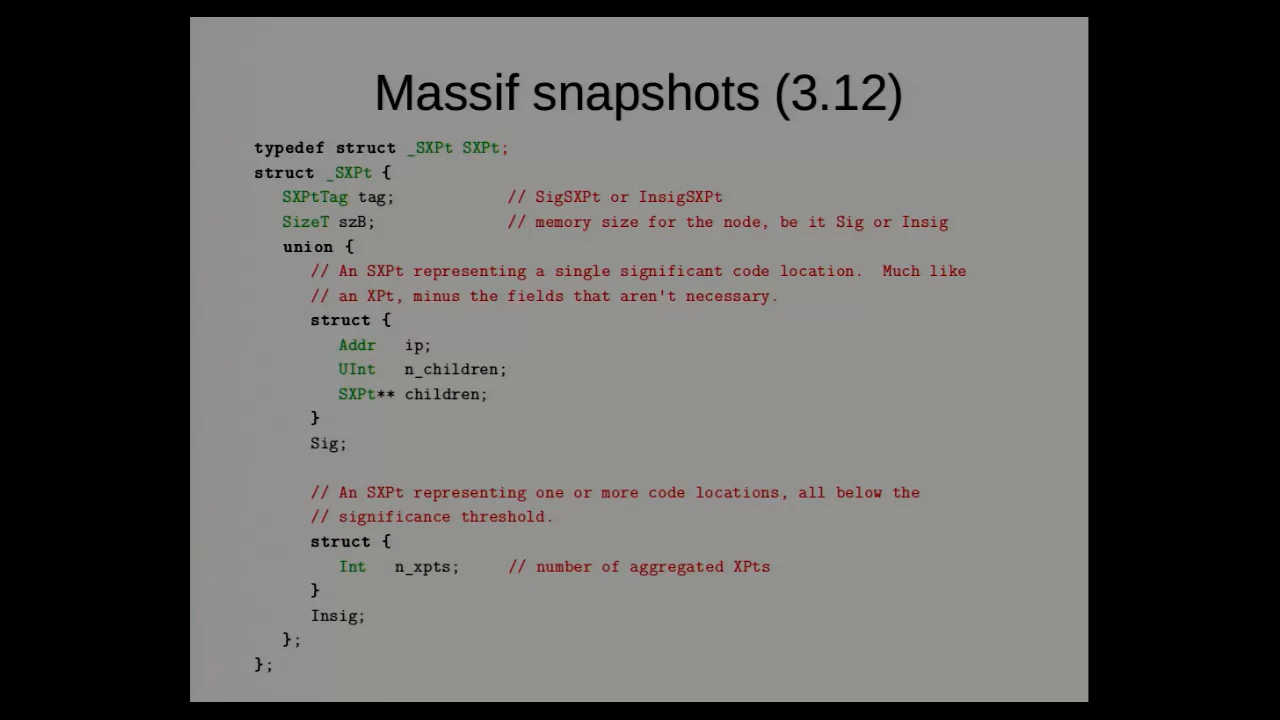 Massif snapshots (3.12)
typedef struct _SXPt SXPt;
struct _SXPt {
SXPtTag tag; // SigSXPt or InsigSXPt
SizeT szB; // memory size for the node, be it Sig or Insig
union {
// An SXPt representing a single significant code location. Much like
// an XPt, minus the fields that aren't necessary.
struct {
Addr ip;
UInt n_children;
SXPt** children;
}
Sig;
// An SXPt representing one or more code locations, all below the
// significance threshold.
struct {
Int n_xpts; // number of aggregated XPts
}
Insig;
};
};